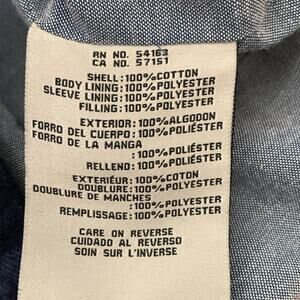 RN NO. 54163
CA NO. 57151
SHELL:100%COTTON
BODY LINING:100%POLYESTER
SLEEVE LINING:100%POLYESTER
FILLING:100%POLYESTER
EXTERIOR:100%ALGODON
FORRO DEL CUERPO:100%POLIÉSTER
FORRO DE LA MANGA
:100%POLIÉSTER
RELLENO:100%POLIÉSTER
EXTÉRIEUR:100%COTON
DOUBLURE:100%POLYESTER
DOUBLURE DE MANCHES
:100%POLYESTER
REMPLISSAGE:100%POLYESTER
CARE ON REVERSE
CUIDADO AL REVERSO
SOIN SUR L'INVERSE